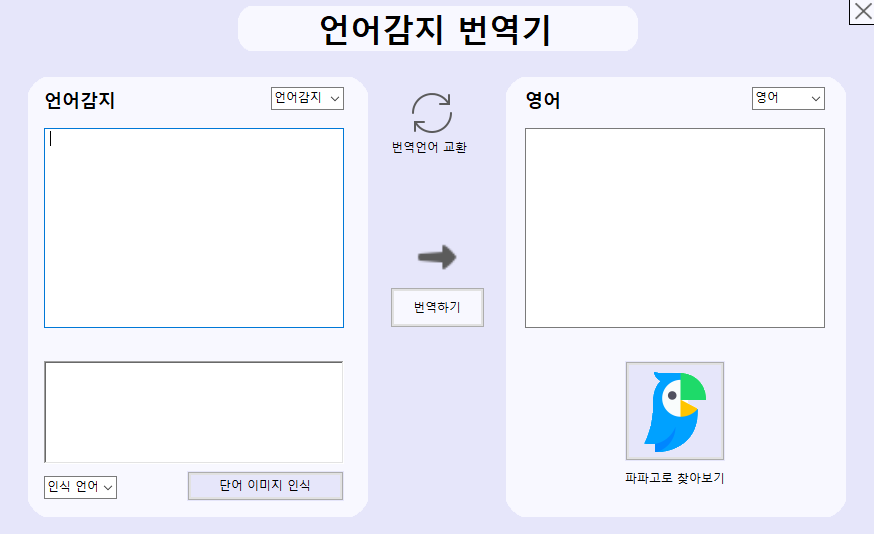 언어감지 번역기
언어감지
언어감지
번역언어 교환
번역하기
인식 언어
단어 이미지 인식
영어
영어
파파고로 찾아보기